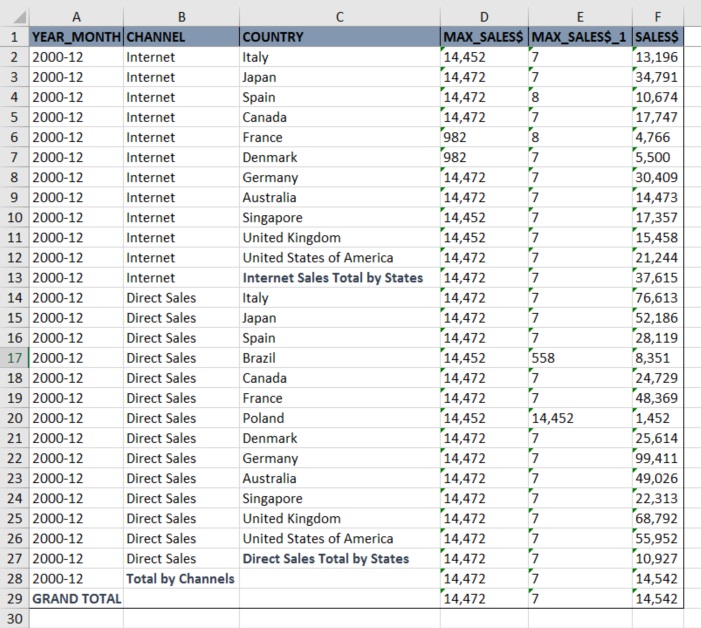 A B C D E F
1 YEAR_MONTH CHANNEL COUNTRY MAX_SALES$ MAX_SALES$_1 SALES$
2 2000-12 Internet Italy 14,452 7 13,196
3 2000-12 Internet Japan 14,472 7 34,791
4 2000-12 Internet Spain 14,472 8 10,674
5 2000-12 Internet Canada 14,472 7 17,747
6 2000-12 Internet France 982 8 4,766
7 2000-12 Internet Denmark 982 7 5,500
8 2000-12 Internet Germany 14,472 7 30,409
9 2000-12 Internet Australia 14,472 7 14,473
10 2000-12 Internet Singapore 14,452 7 17,357
11 2000-12 Internet United Kingdom 14,452 7 15,458
12 2000-12 Internet United States of America 14,472 7 21,244
13 2000-12 Internet Internet Sales Total by States 14,472 7 37,615
14 2000-12 Direct Sales Italy 14,472 7 76,613
15 2000-12 Direct Sales Japan 14,472 7 52,186
16 2000-12 Direct Sales Spain 14,472 7 28,119
17 2000-12 Direct Sales Brazil 14,452 558 8,351
18 2000-12 Direct Sales Canada 14,472 7 24,729
19 2000-12 Direct Sales France 14,472 7 48,369
20 2000-12 Direct Sales Poland 14,452 14,452 1,452
21 2000-12 Direct Sales Denmark 14,472 7 25,614
22 2000-12 Direct Sales Germany 14,472 7 99,411
23 2000-12 Direct Sales Australia 14,472 7 49,026
24 2000-12 Direct Sales Singapore 14,472 7 22,313
25 2000-12 Direct Sales United Kingdom 14,472 7 68,792
26 2000-12 Direct Sales United States of America 14,472 7 55,952
27 2000-12 Direct Sales Direct Sales Total by States 14,472 7 10,927
28 2000-12 Total by Channels 14,472 7 14,542
29 GRAND TOTAL 14,472 7 14,542
30